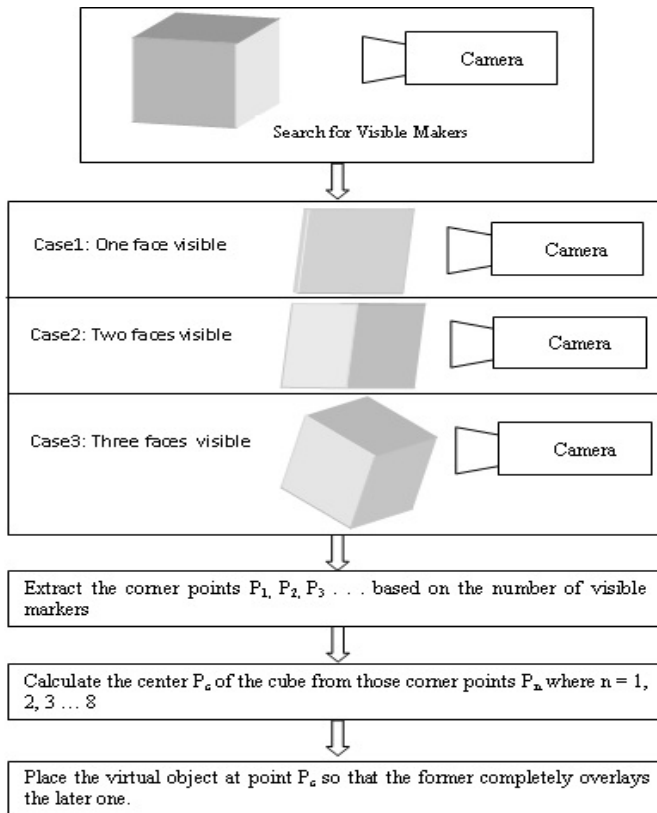 Camera
Search for Visible Makers
Case1: One face visible
Camera
Case2: Two faces visible
Camera
Case3: Three faces visible
Camera
Extract the corner points P1, P2, P3 . . . based on the number of visible
markers
Calculate the center Pc of the cube from those corner points Pn where n = 1,
2, 3 ... 8
Place the virtual object at point Pc so that the former completely overlays
the later one.